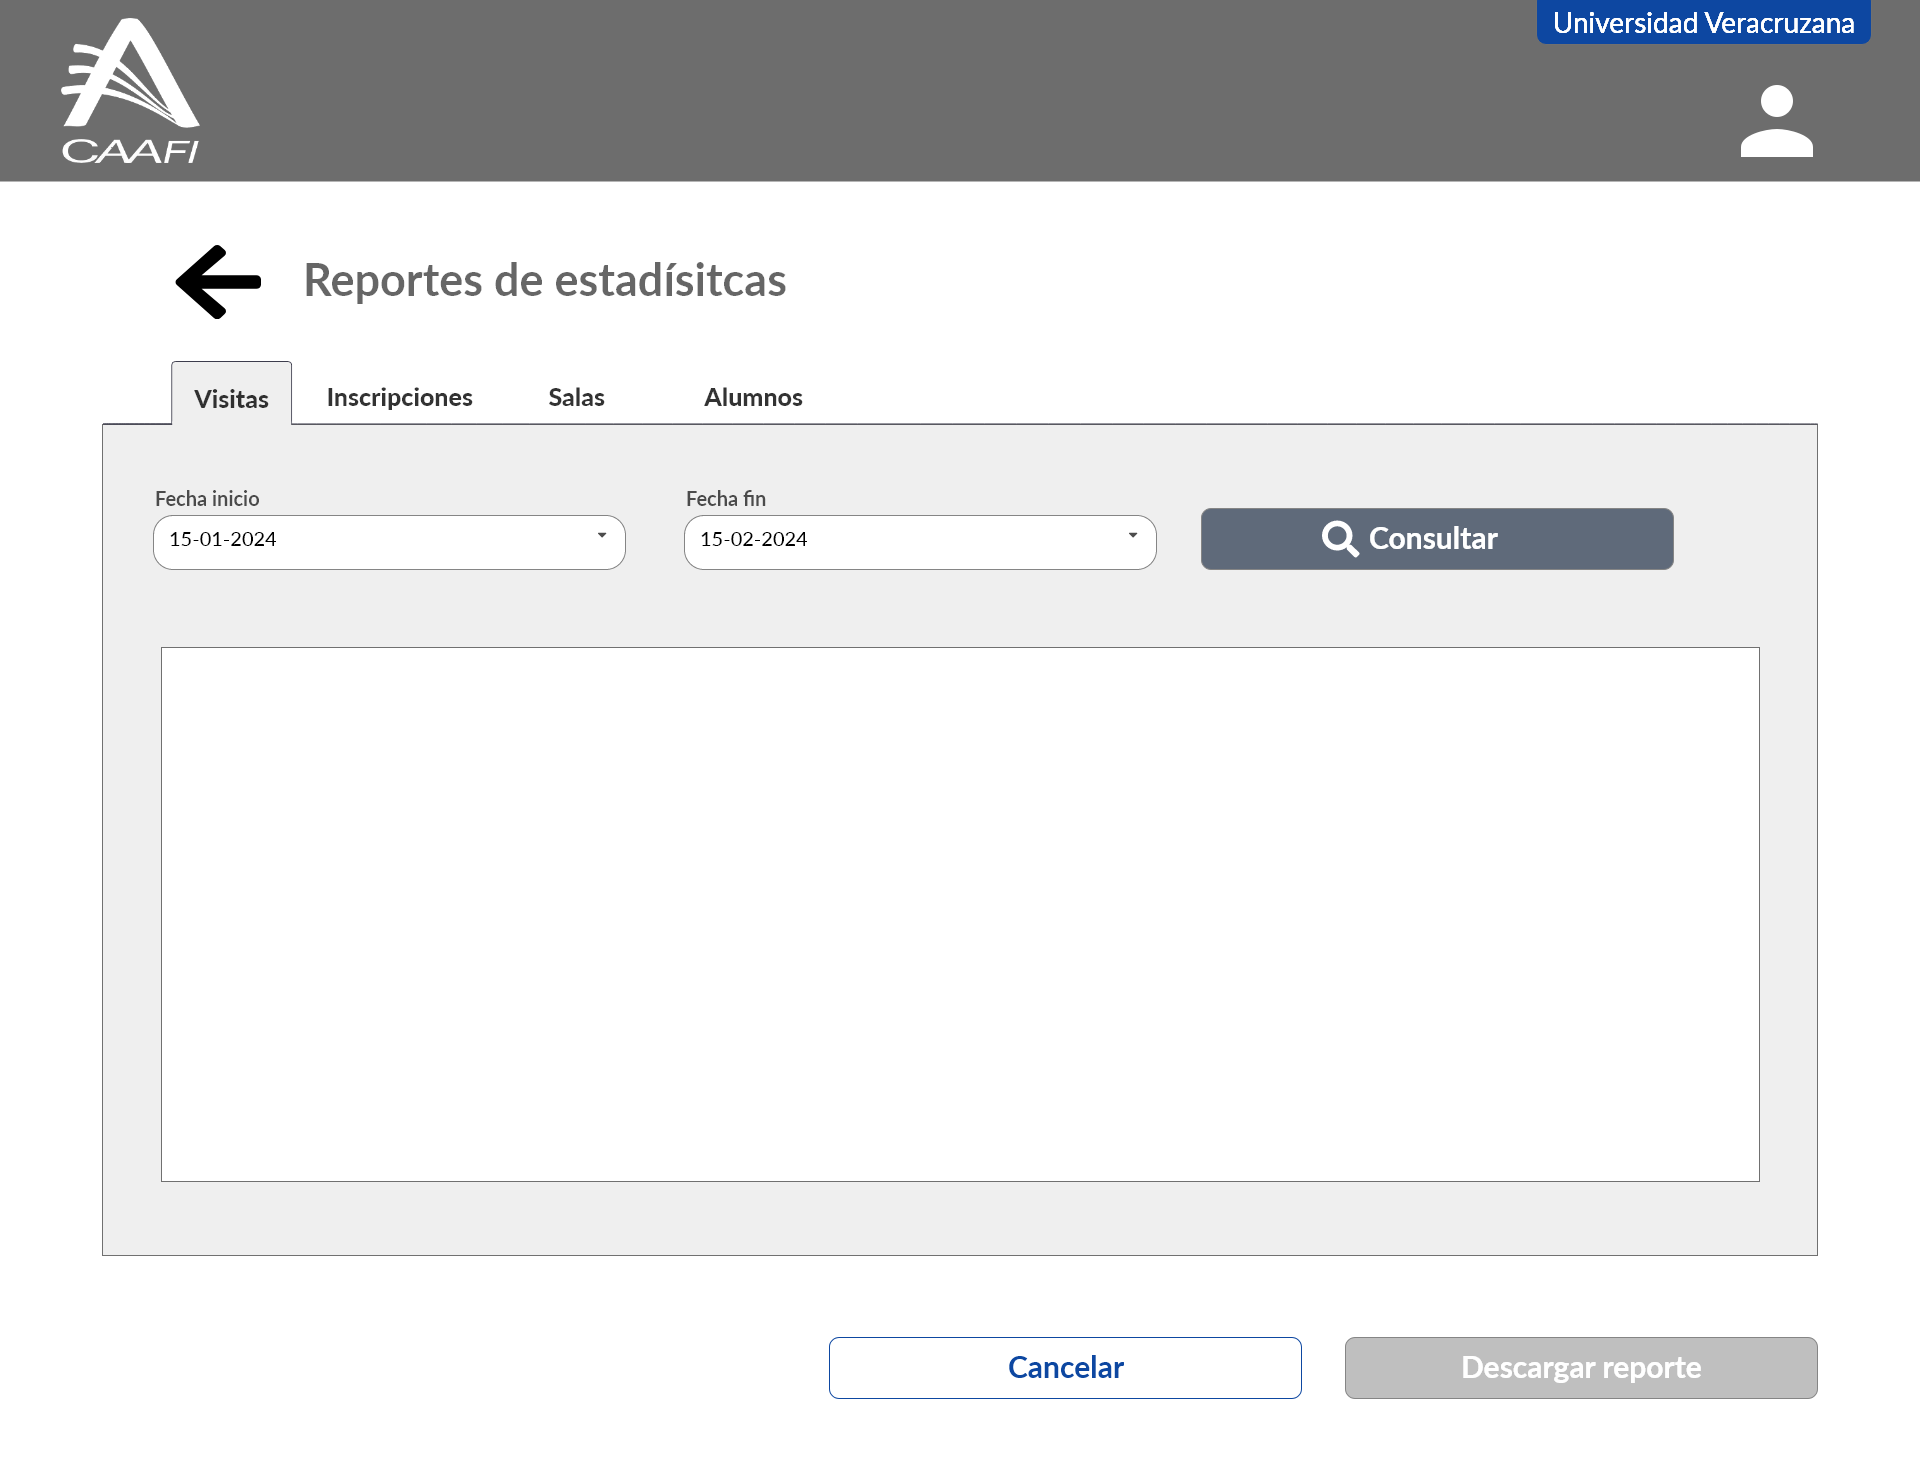 Universidad Veracruzana
CAAFI
Reportes de estadísitcas
Visitas Inscripciones Salas Alumnos
Fecha inicio Fecha fin
15-01-2024 15-02-2024 Consultar
Cancelar Descargar reporte